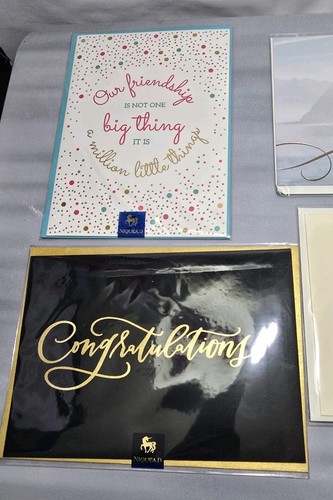 Our friendship
IS NOT ONE
big thing
IT IS
a million little things
NIQUEA.D
Congratulations
NIQUEA.D